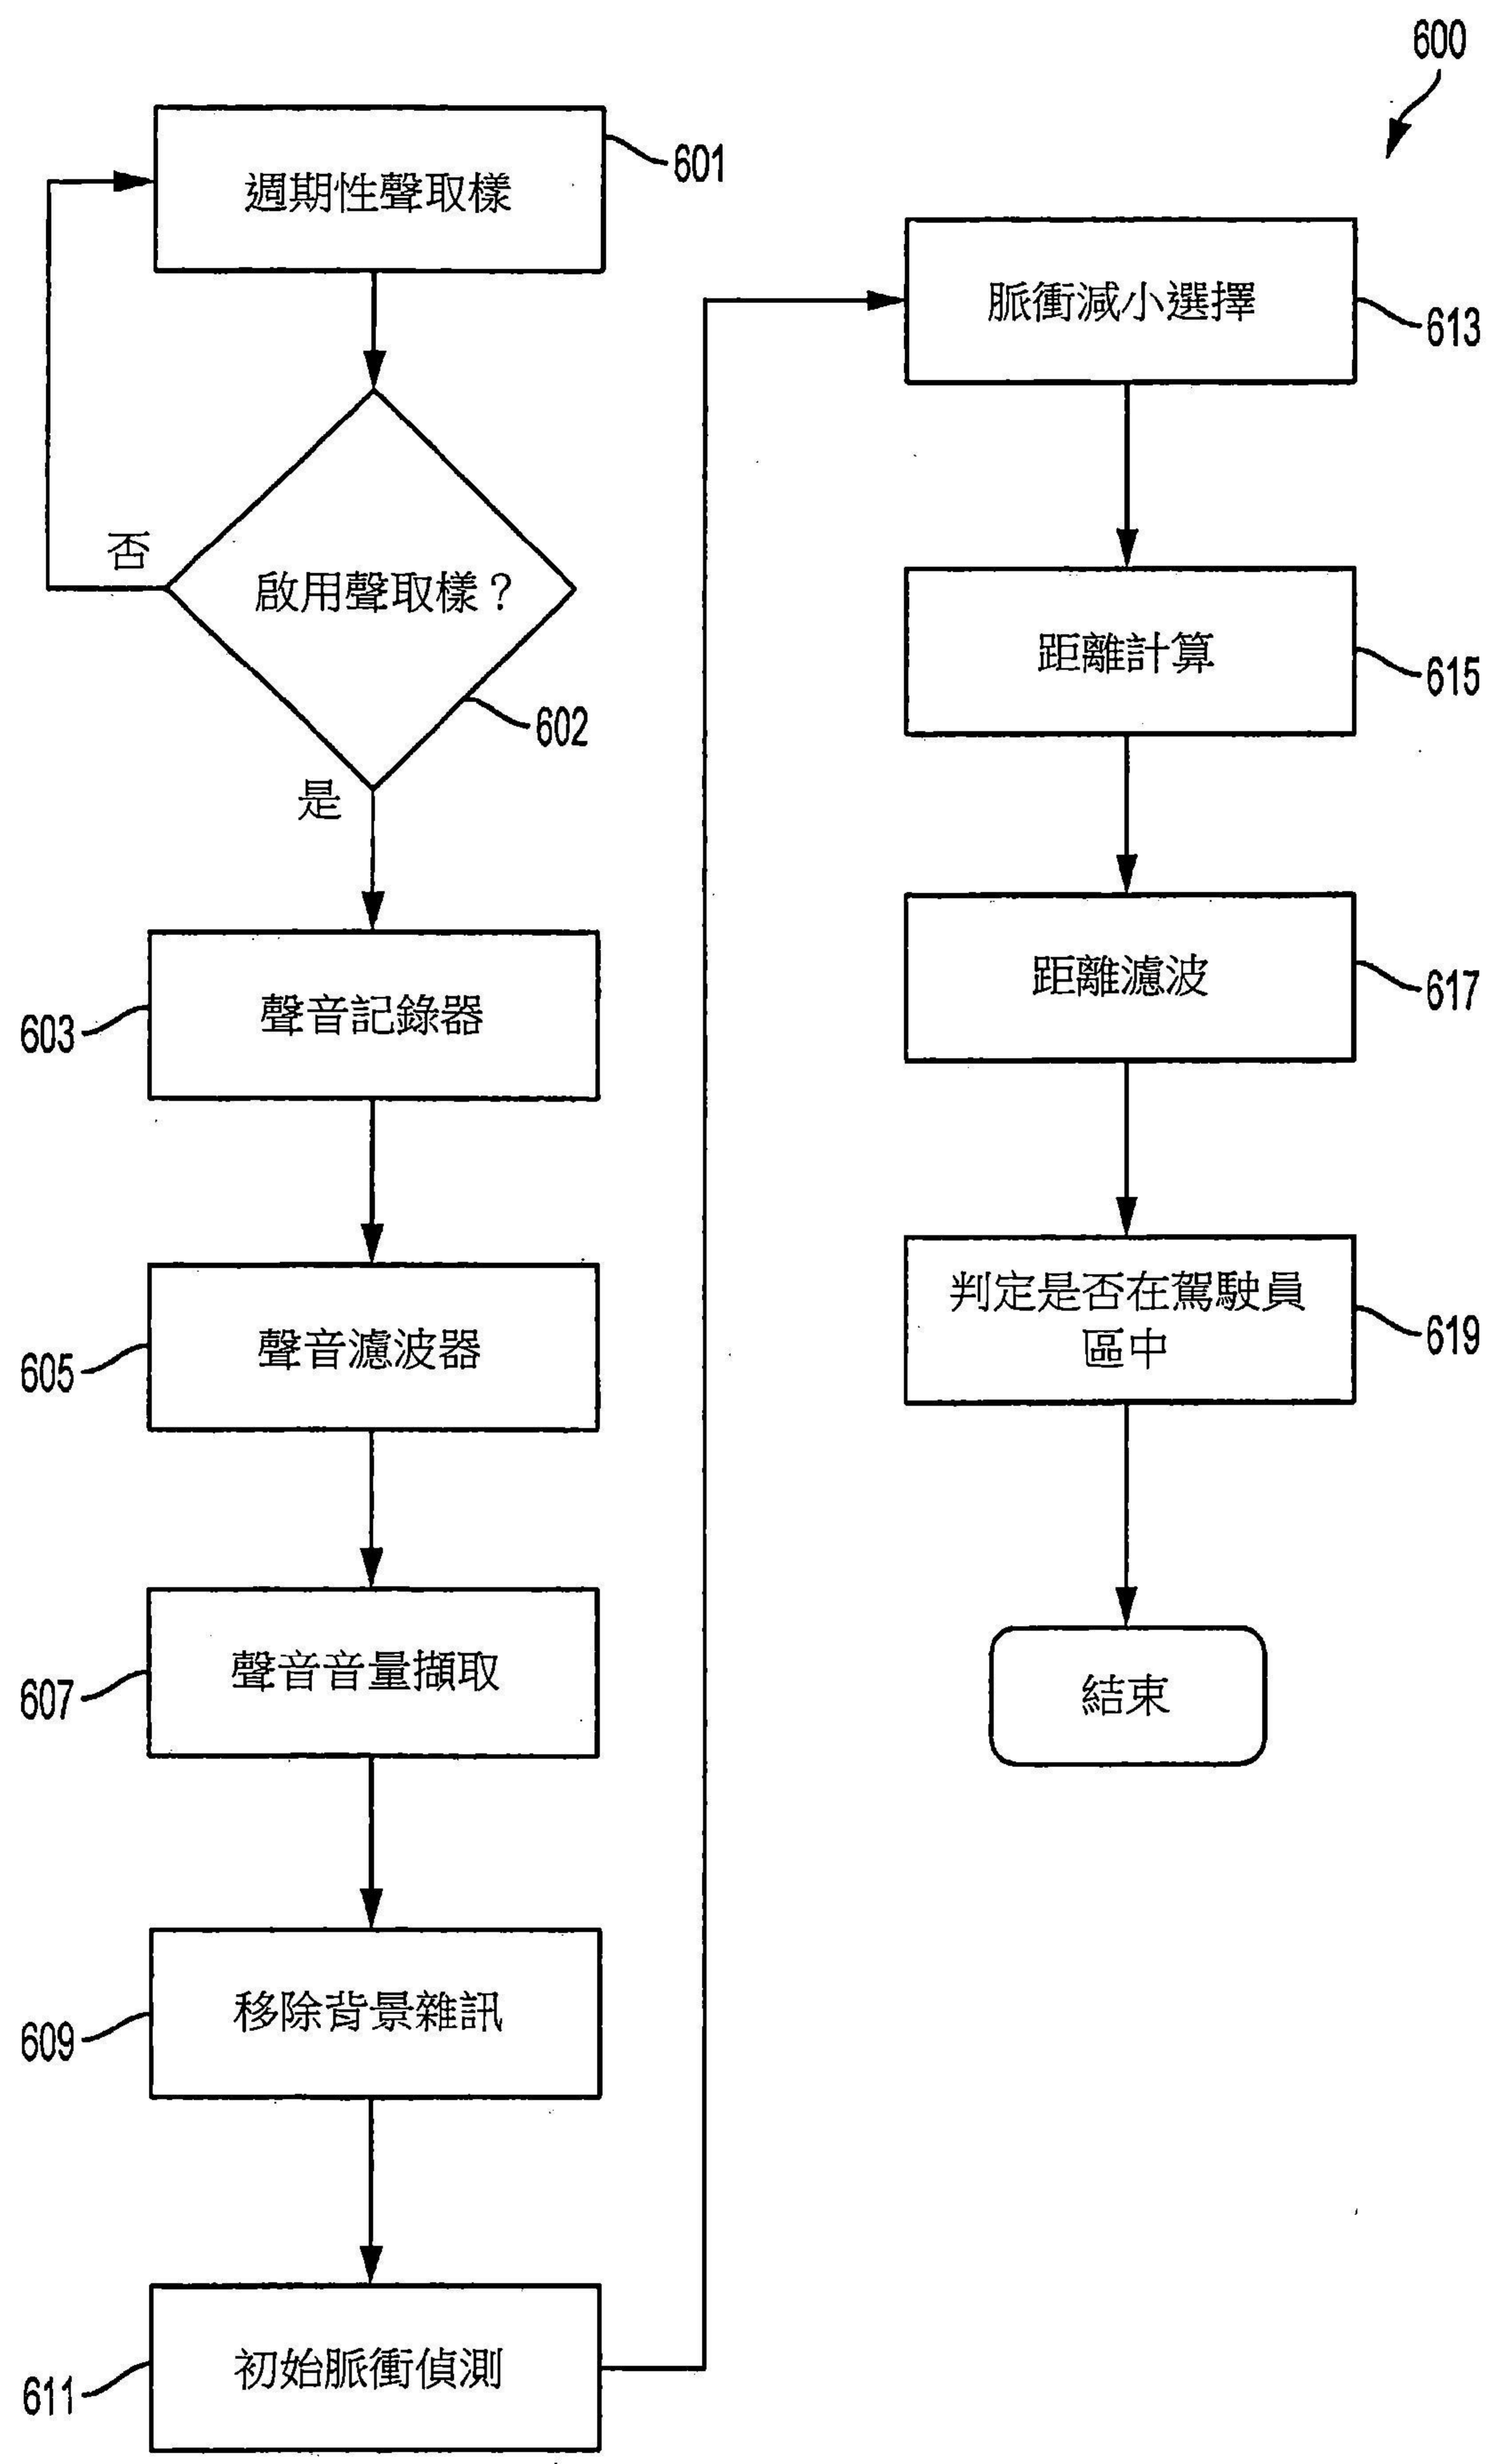 600
週期性聲取樣
601
否
啟用聲取樣？
602
是
聲音記錄器
603
聲音濾波器
605
聲音音量擷取
607
移除背景雜訊
609
初始脈衝偵測
611
脈衝減小選擇
613
距離計算
615
距離濾波
617
判定是否在駕駛員
區中
619
結束